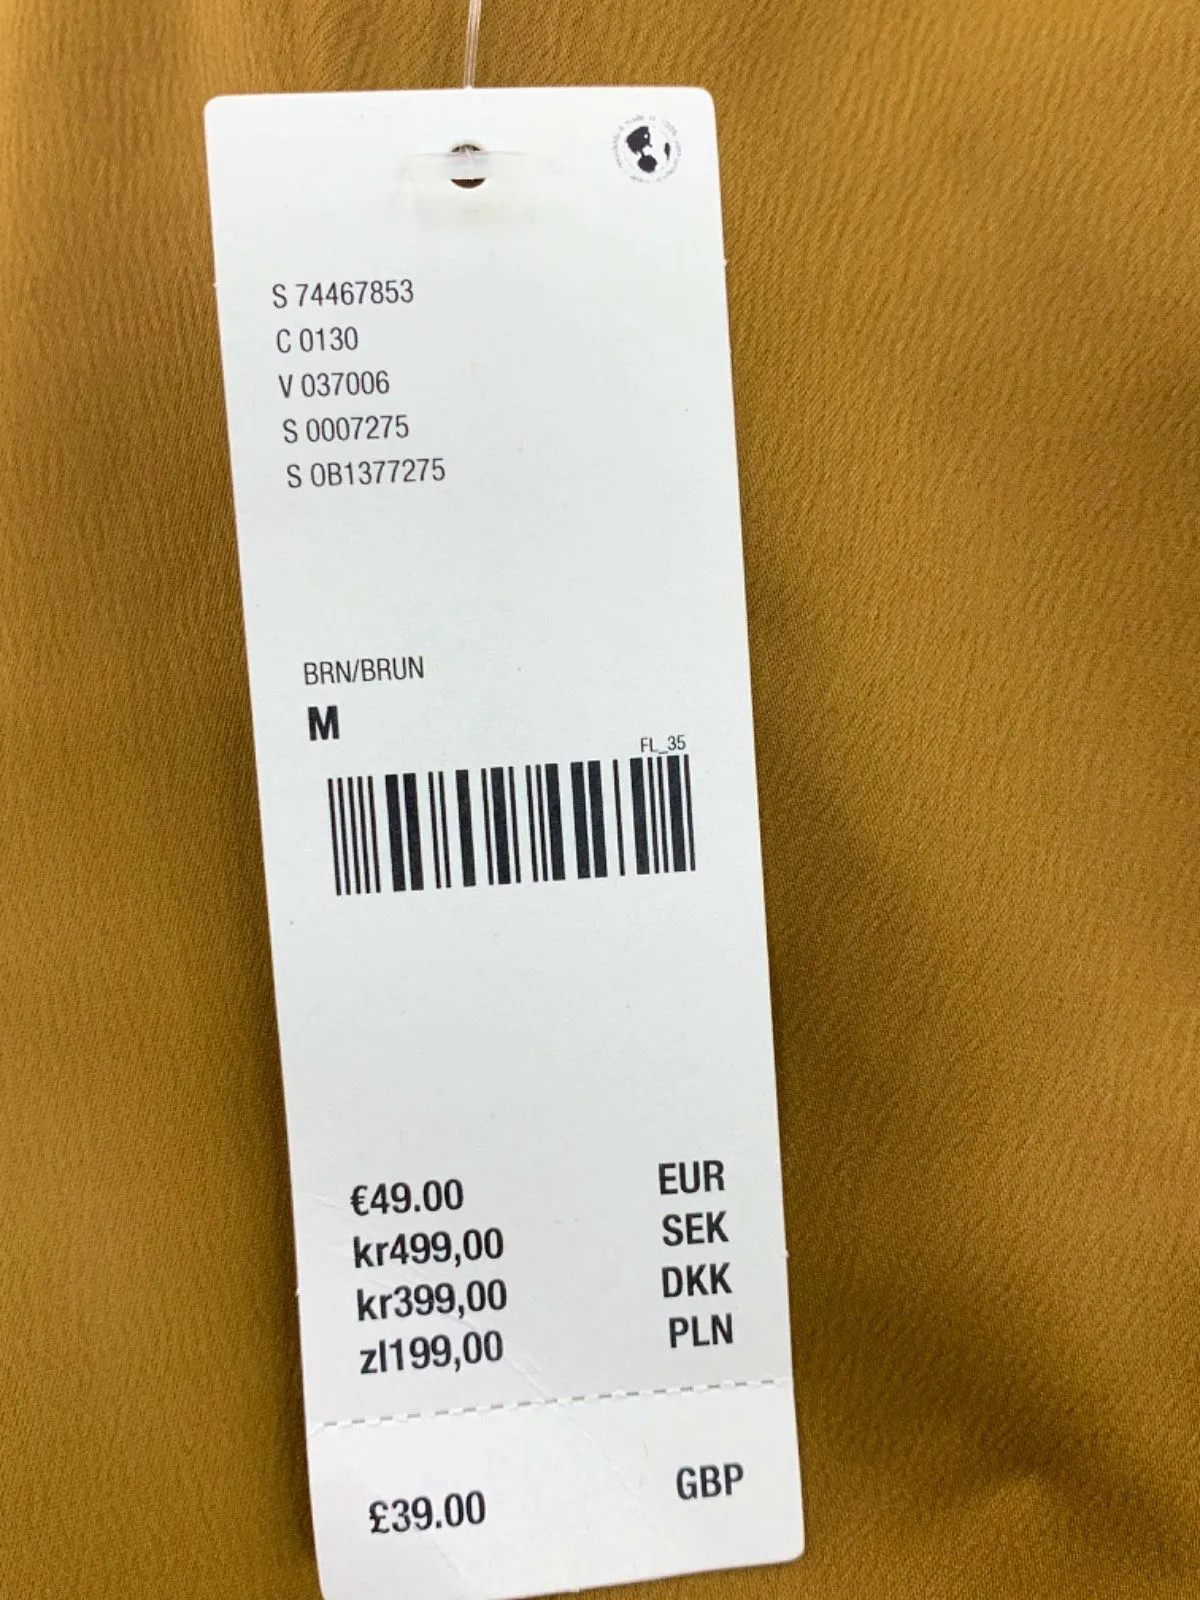 S 74467853
C 0130
V 037006
S 0007275
S OB1377275
BRN/BRUN
M
FL_35
€49.00 EUR
kr499,00 SEK
kr399,00 DKK
zl199,00 PLN
£39.00 GBP